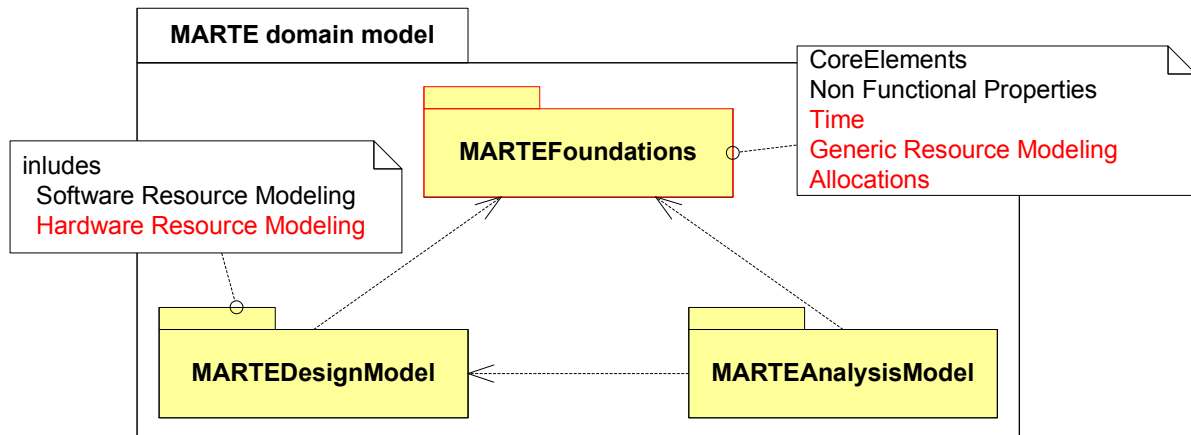 MARTE domain model
CoreElements
Non Functional Properties
Time
Generic Resource Modeling
Allocations
MARTEFoundations
inludes
Software Resource Modeling
Hardware Resource Modeling
MARTEDesignModel
MARTEAnalysisModel